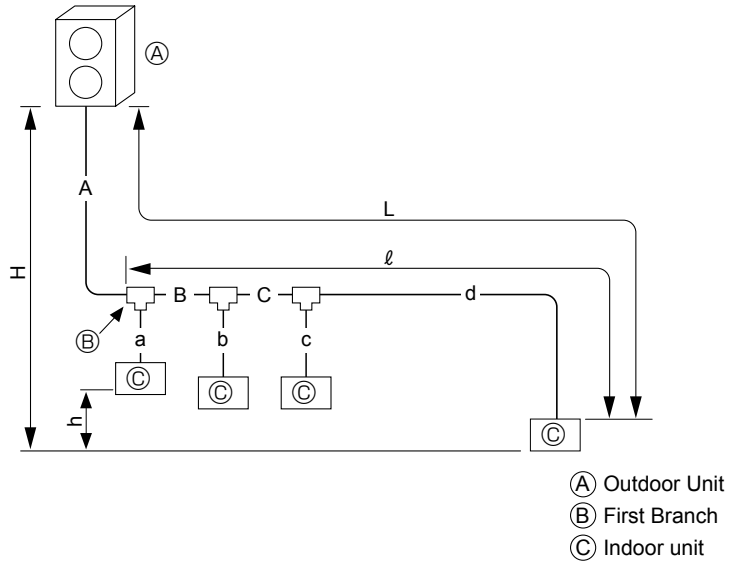 Ⓐ
A
L
H
ℓ
B
C
d
Ⓑ
a
b
c
Ⓒ
Ⓒ
Ⓒ
h
Ⓒ
Ⓐ Outdoor Unit
Ⓑ First Branch
Ⓒ Indoor unit